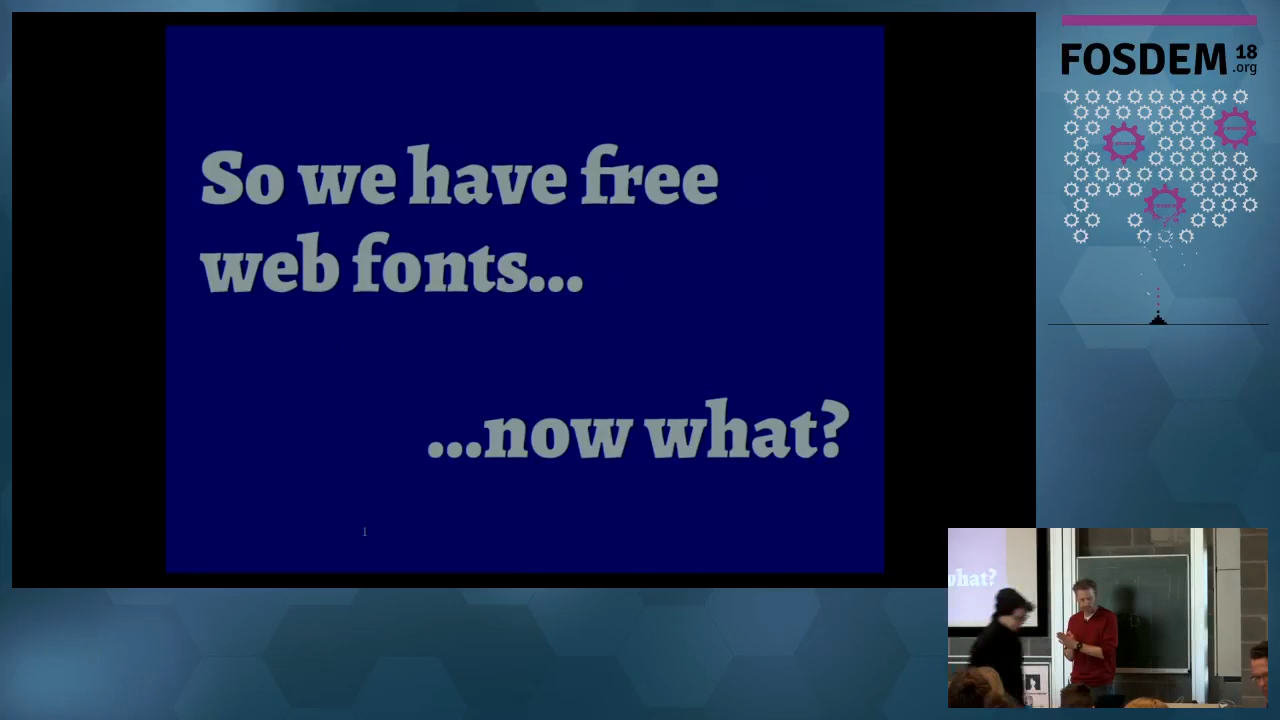 So we have free
web fonts...
...now what?
1
FOSDEM 18
.org
what?